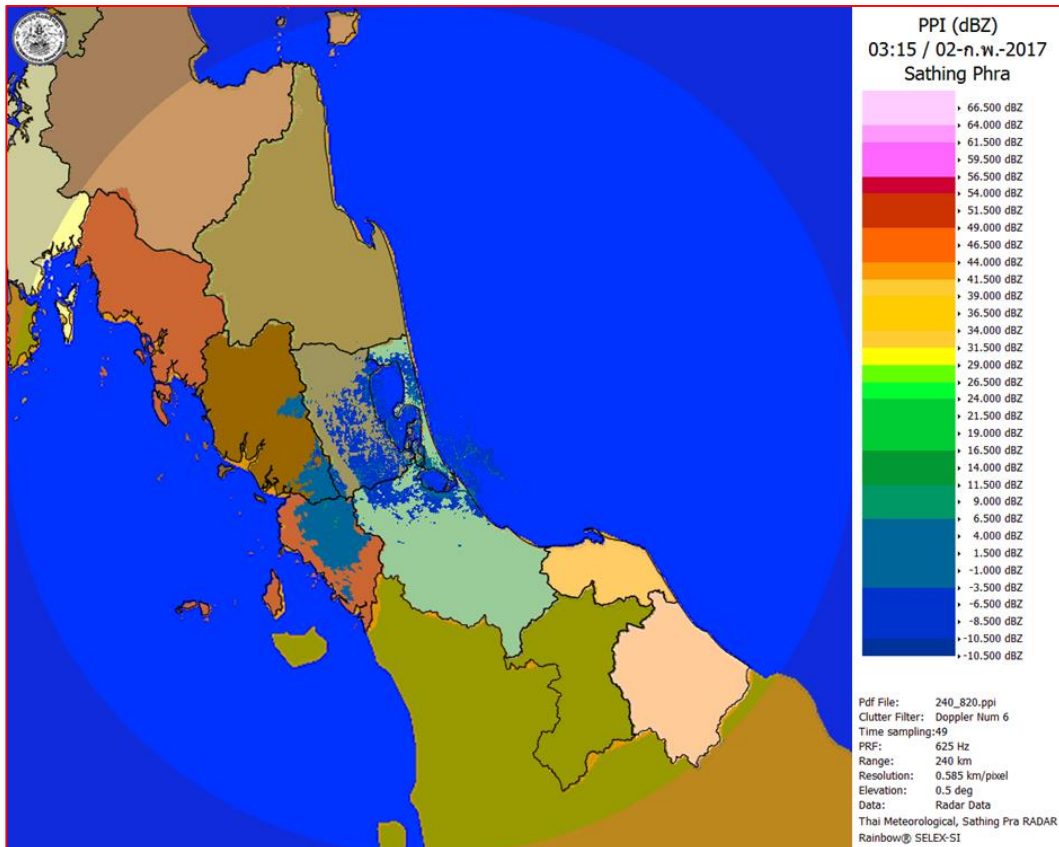 PPI (dBZ)
03:15 / 02-ก.พ.-2017
Sathing Phra
66.500 dBZ
64.000 dBZ
61.500 dBZ
59.500 dBZ
56.500 dBZ
54.000 dBZ
51.500 dBZ
49.000 dBZ
46.500 dBZ
44.000 dBZ
41.500 dBZ
39.000 dBZ
36.500 dBZ
34.000 dBZ
31.500 dBZ
29.000 dBZ
26.500 dBZ
24.000 dBZ
21.500 dBZ
19.000 dBZ
16.500 dBZ
14.000 dBZ
11.500 dBZ
9.000 dBZ
6.500 dBZ
4.000 dBZ
1.500 dBZ
-1.000 dBZ
-3.500 dBZ
-6.500 dBZ
-8.500 dBZ
-10.500 dBZ
-10.500 dBZ
Pdf File: 240_820.ppi
Clutter Filter: Doppler Num 6
Time sampling:49
PRF: 625 Hz
Range: 240 km
Resolution: 0.585 km/pixel
Elevation: 0.5 deg
Data: Radar Data
Thai Meteorological, Sathing Pra RADAR
Rainbow® SELEX-SI